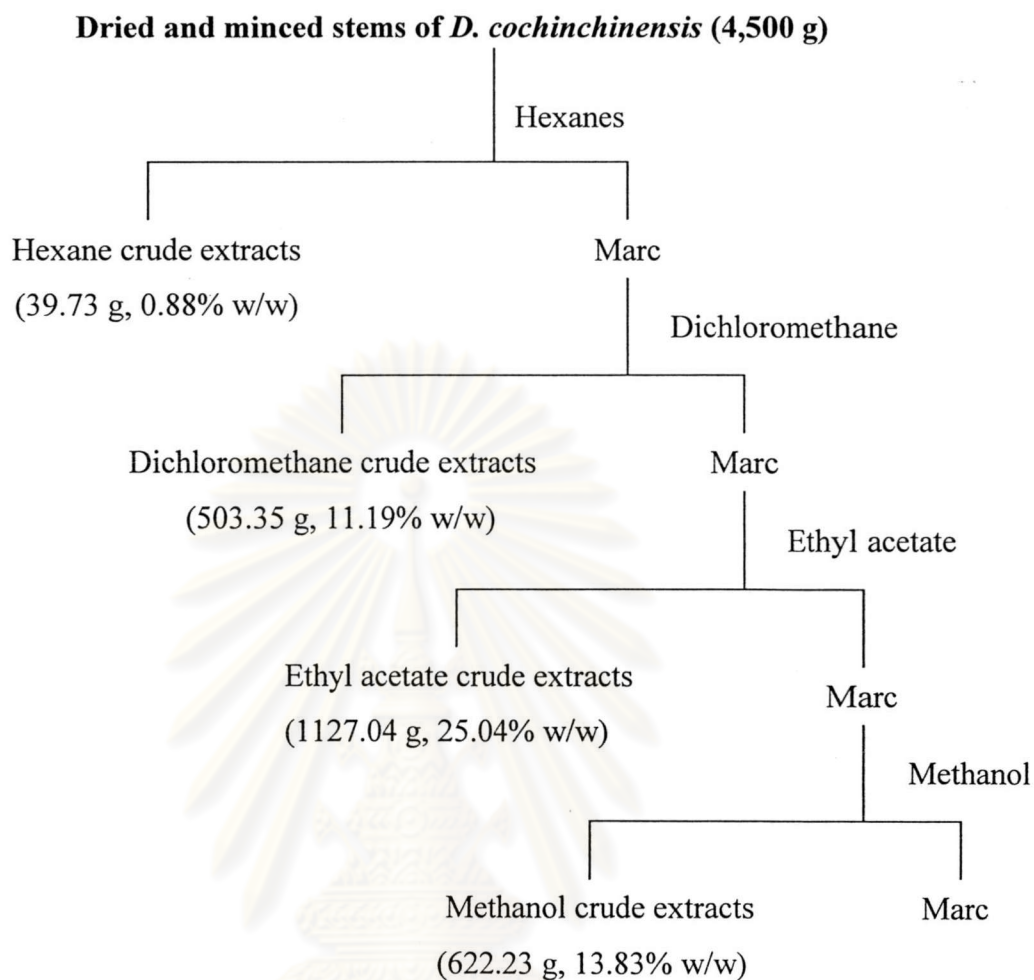 Dried and minced stems of D. cochinchinensis (4,500 g)
Hexanes
Hexane crude extracts
Marc
(39.73 g, 0.88% w/w)
Dichloromethane
Dichloromethane crude extracts
Marc
(503.35 g, 11.19% w/w)
Ethyl acetate
Ethyl acetate crude extracts
Marc
(1127.04 g, 25.04% w/w)
Methanol
Methanol crude extracts
Marc
(622.23 g, 13.83% w/w)